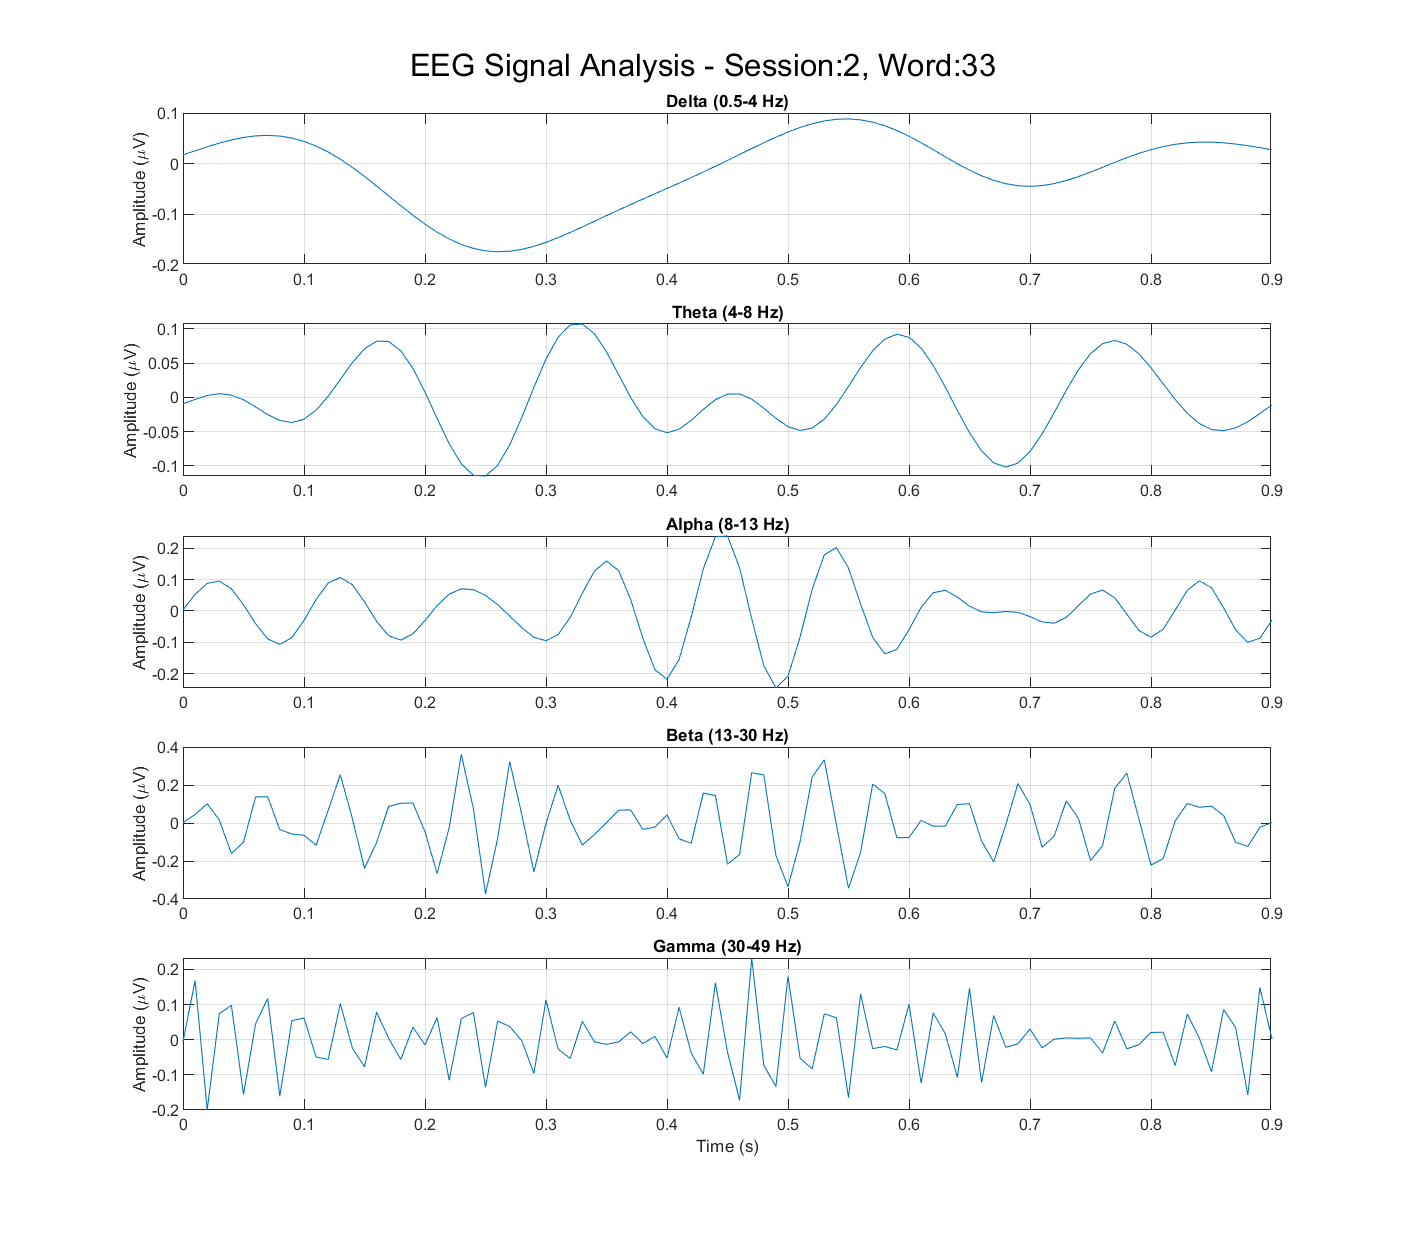 EEG Signal Analysis - Session:2, Word:33
Delta (0.5-4 Hz)
Amplitude (μV)
0.1
0
-0.1
-0.2
0 0.1 0.2 0.3 0.4 0.5 0.6 0.7 0.8 0.9
Theta (4-8 Hz)
Amplitude (μV)
0.1
0.05
0
-0.05
-0.1
0 0.1 0.2 0.3 0.4 0.5 0.6 0.7 0.8 0.9
Alpha (8-13 Hz)
Amplitude (μV)
0.2
0.1
0
-0.1
-0.2
0 0.1 0.2 0.3 0.4 0.5 0.6 0.7 0.8 0.9
Beta (13-30 Hz)
Amplitude (μV)
0.4
0.2
0
-0.2
-0.4
0 0.1 0.2 0.3 0.4 0.5 0.6 0.7 0.8 0.9
Gamma (30-49 Hz)
Amplitude (μV)
0.2
0.1
0
-0.1
-0.2
0 0.1 0.2 0.3 0.4 0.5 0.6 0.7 0.8 0.9
Time (s)